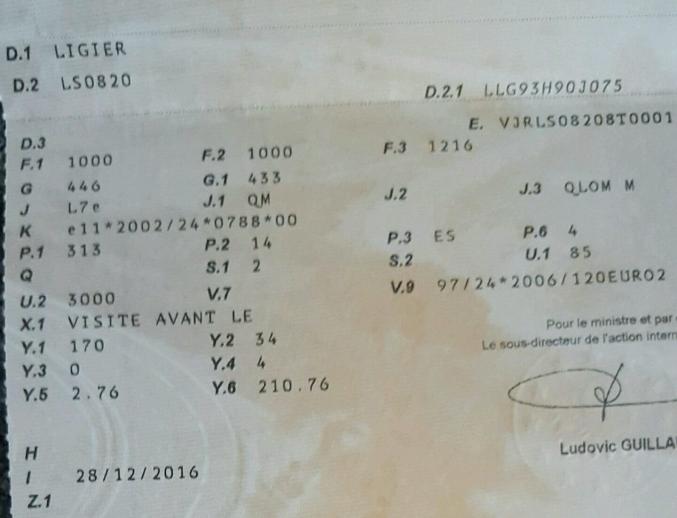 D.1 LIGIER
D.2 LS0820
D.2.1 LLG93H90J075
D.3
E. VJRLS08208T0001
F.1 1000 F.2 1000 F.3 1216
G 446 G.1 433
J L7e J.1 QM J.2 J.3 QLOM M
K e11*2002/24*0788*00
P.1 313 P.2 14 P.3 ES P.6 4
Q S.1 2 S.2 U.1 85
U.2 3000 V.7 V.9 97/24*2006/120EURO2
X.1 VISITE AVANT LE
Y.1 170 Y.2 34
Y.3 0 Y.4 4
Y.5 2.76 Y.6 210.76
Pour le ministre et par
Le sous-directeur de l'action intern
Ludovic GUILLA
H
I 28/12/2016
Z.1